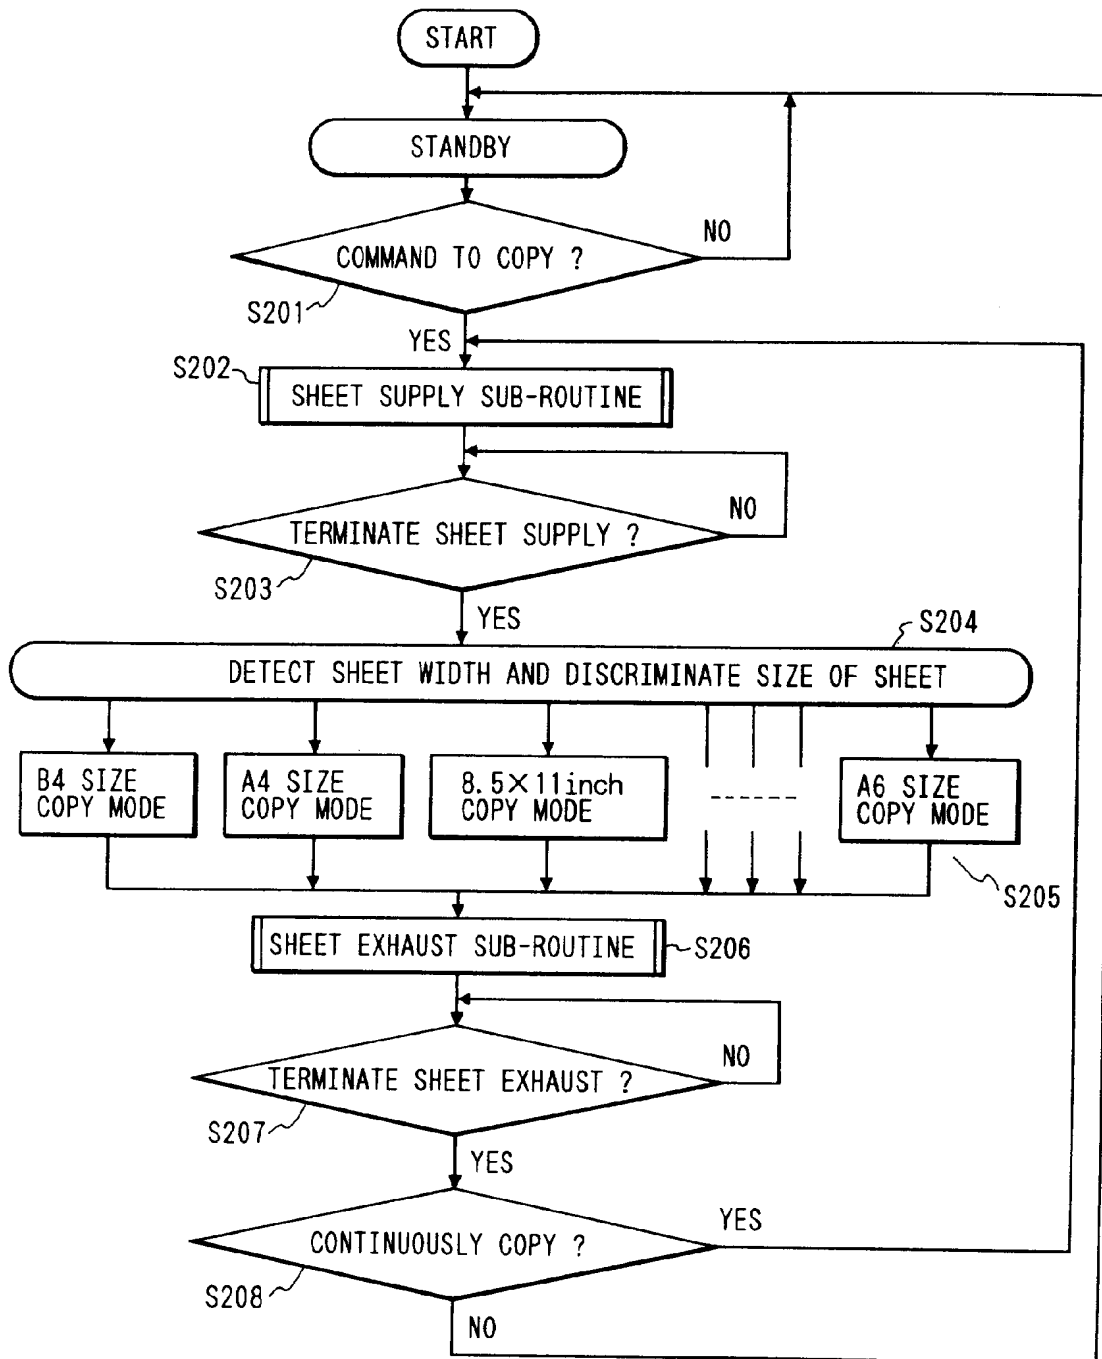 START
STANDBY
COMMAND TO COPY ?
NO
S201
YES
S202
SHEET SUPPLY SUB-ROUTINE
NO
TERMINATE SHEET SUPPLY ?
S203
YES
S204
DETECT SHEET WIDTH AND DISCRIMINATE SIZE OF SHEET
B4 SIZE
COPY MODE
A4 SIZE
COPY MODE
8.5×11inch
COPY MODE
A6 SIZE
COPY MODE
S205
SHEET EXHAUST SUB-ROUTINE
S206
NO
TERMINATE SHEET EXHAUST ?
S207
YES
CONTINUOUSLY COPY ?
YES
S208
NO